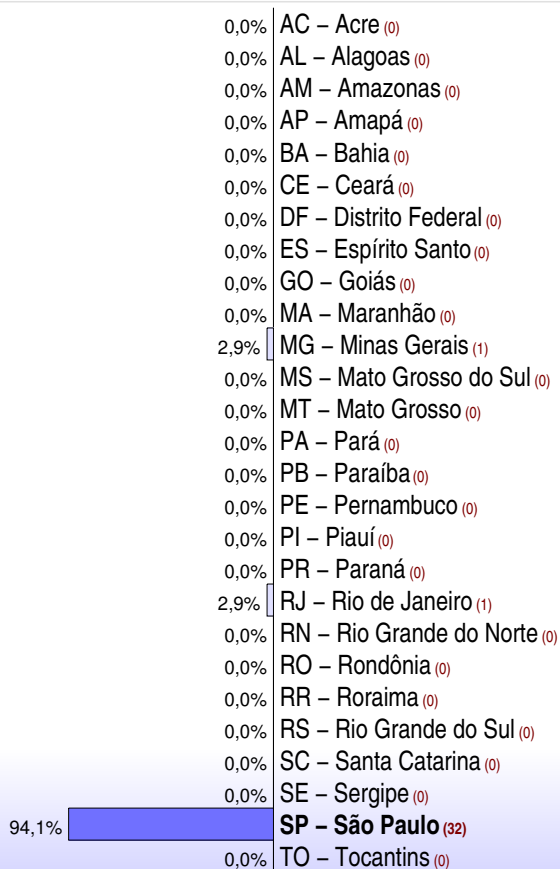 0,0% AC – Acre (0)
0,0% AL – Alagoas (0)
0,0% AM – Amazonas (0)
0,0% AP – Amapá (0)
0,0% BA – Bahia (0)
0,0% CE – Ceará (0)
0,0% DF – Distrito Federal (0)
0,0% ES – Espírito Santo (0)
0,0% GO – Goiás (0)
0,0% MA – Maranhão (0)
2,9% MG – Minas Gerais (1)
0,0% MS – Mato Grosso do Sul (0)
0,0% MT – Mato Grosso (0)
0,0% PA – Pará (0)
0,0% PB – Paraíba (0)
0,0% PE – Pernambuco (0)
0,0% PI – Piauí (0)
0,0% PR – Paraná (0)
2,9% RJ – Rio de Janeiro (1)
0,0% RN – Rio Grande do Norte (0)
0,0% RO – Rondônia (0)
0,0% RR – Roraima (0)
0,0% RS – Rio Grande do Sul (0)
0,0% SC – Santa Catarina (0)
0,0% SE – Sergipe (0)
94,1% SP – São Paulo (32)
0,0% TO – Tocantins (0)